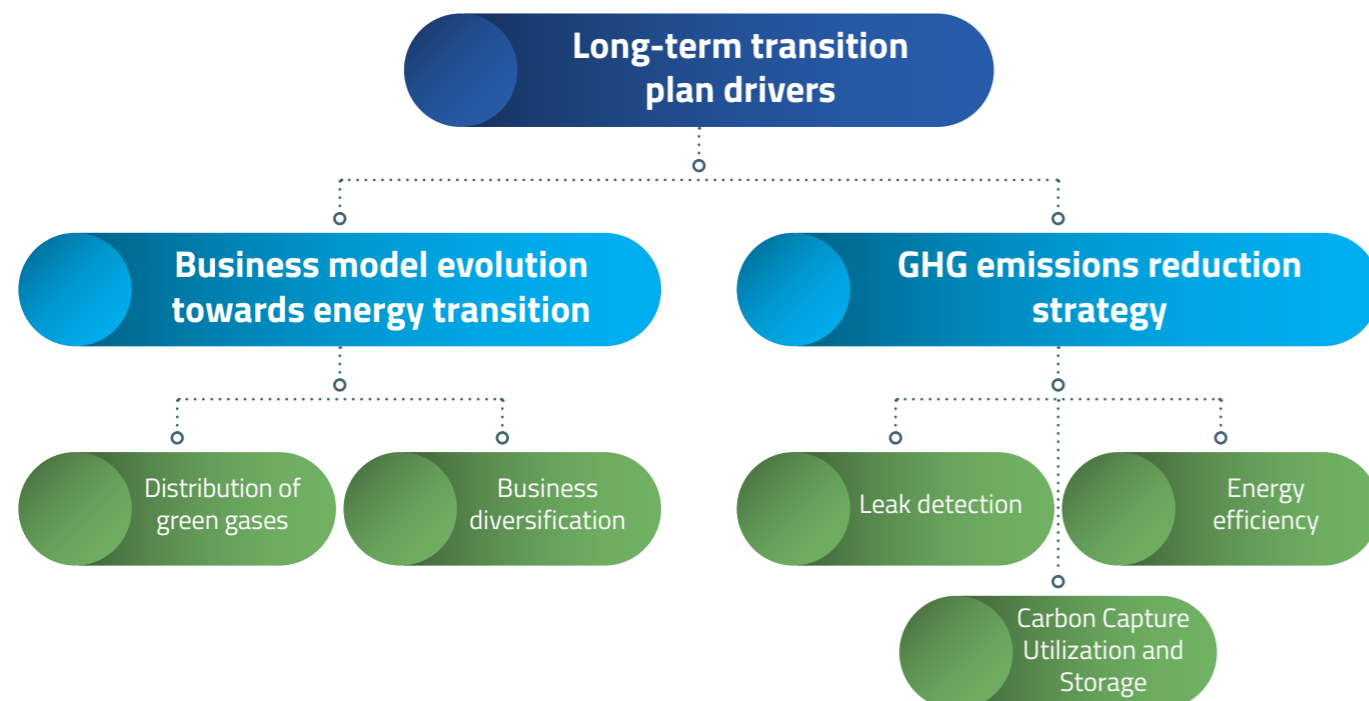 Long-term transition
plan drivers
Business model evolution
towards energy transition
GHG emissions reduction
strategy
Distribution of
green gases
Business
diversification
Leak detection
Energy
efficiency
Carbon Capture
Utilization and
Storage